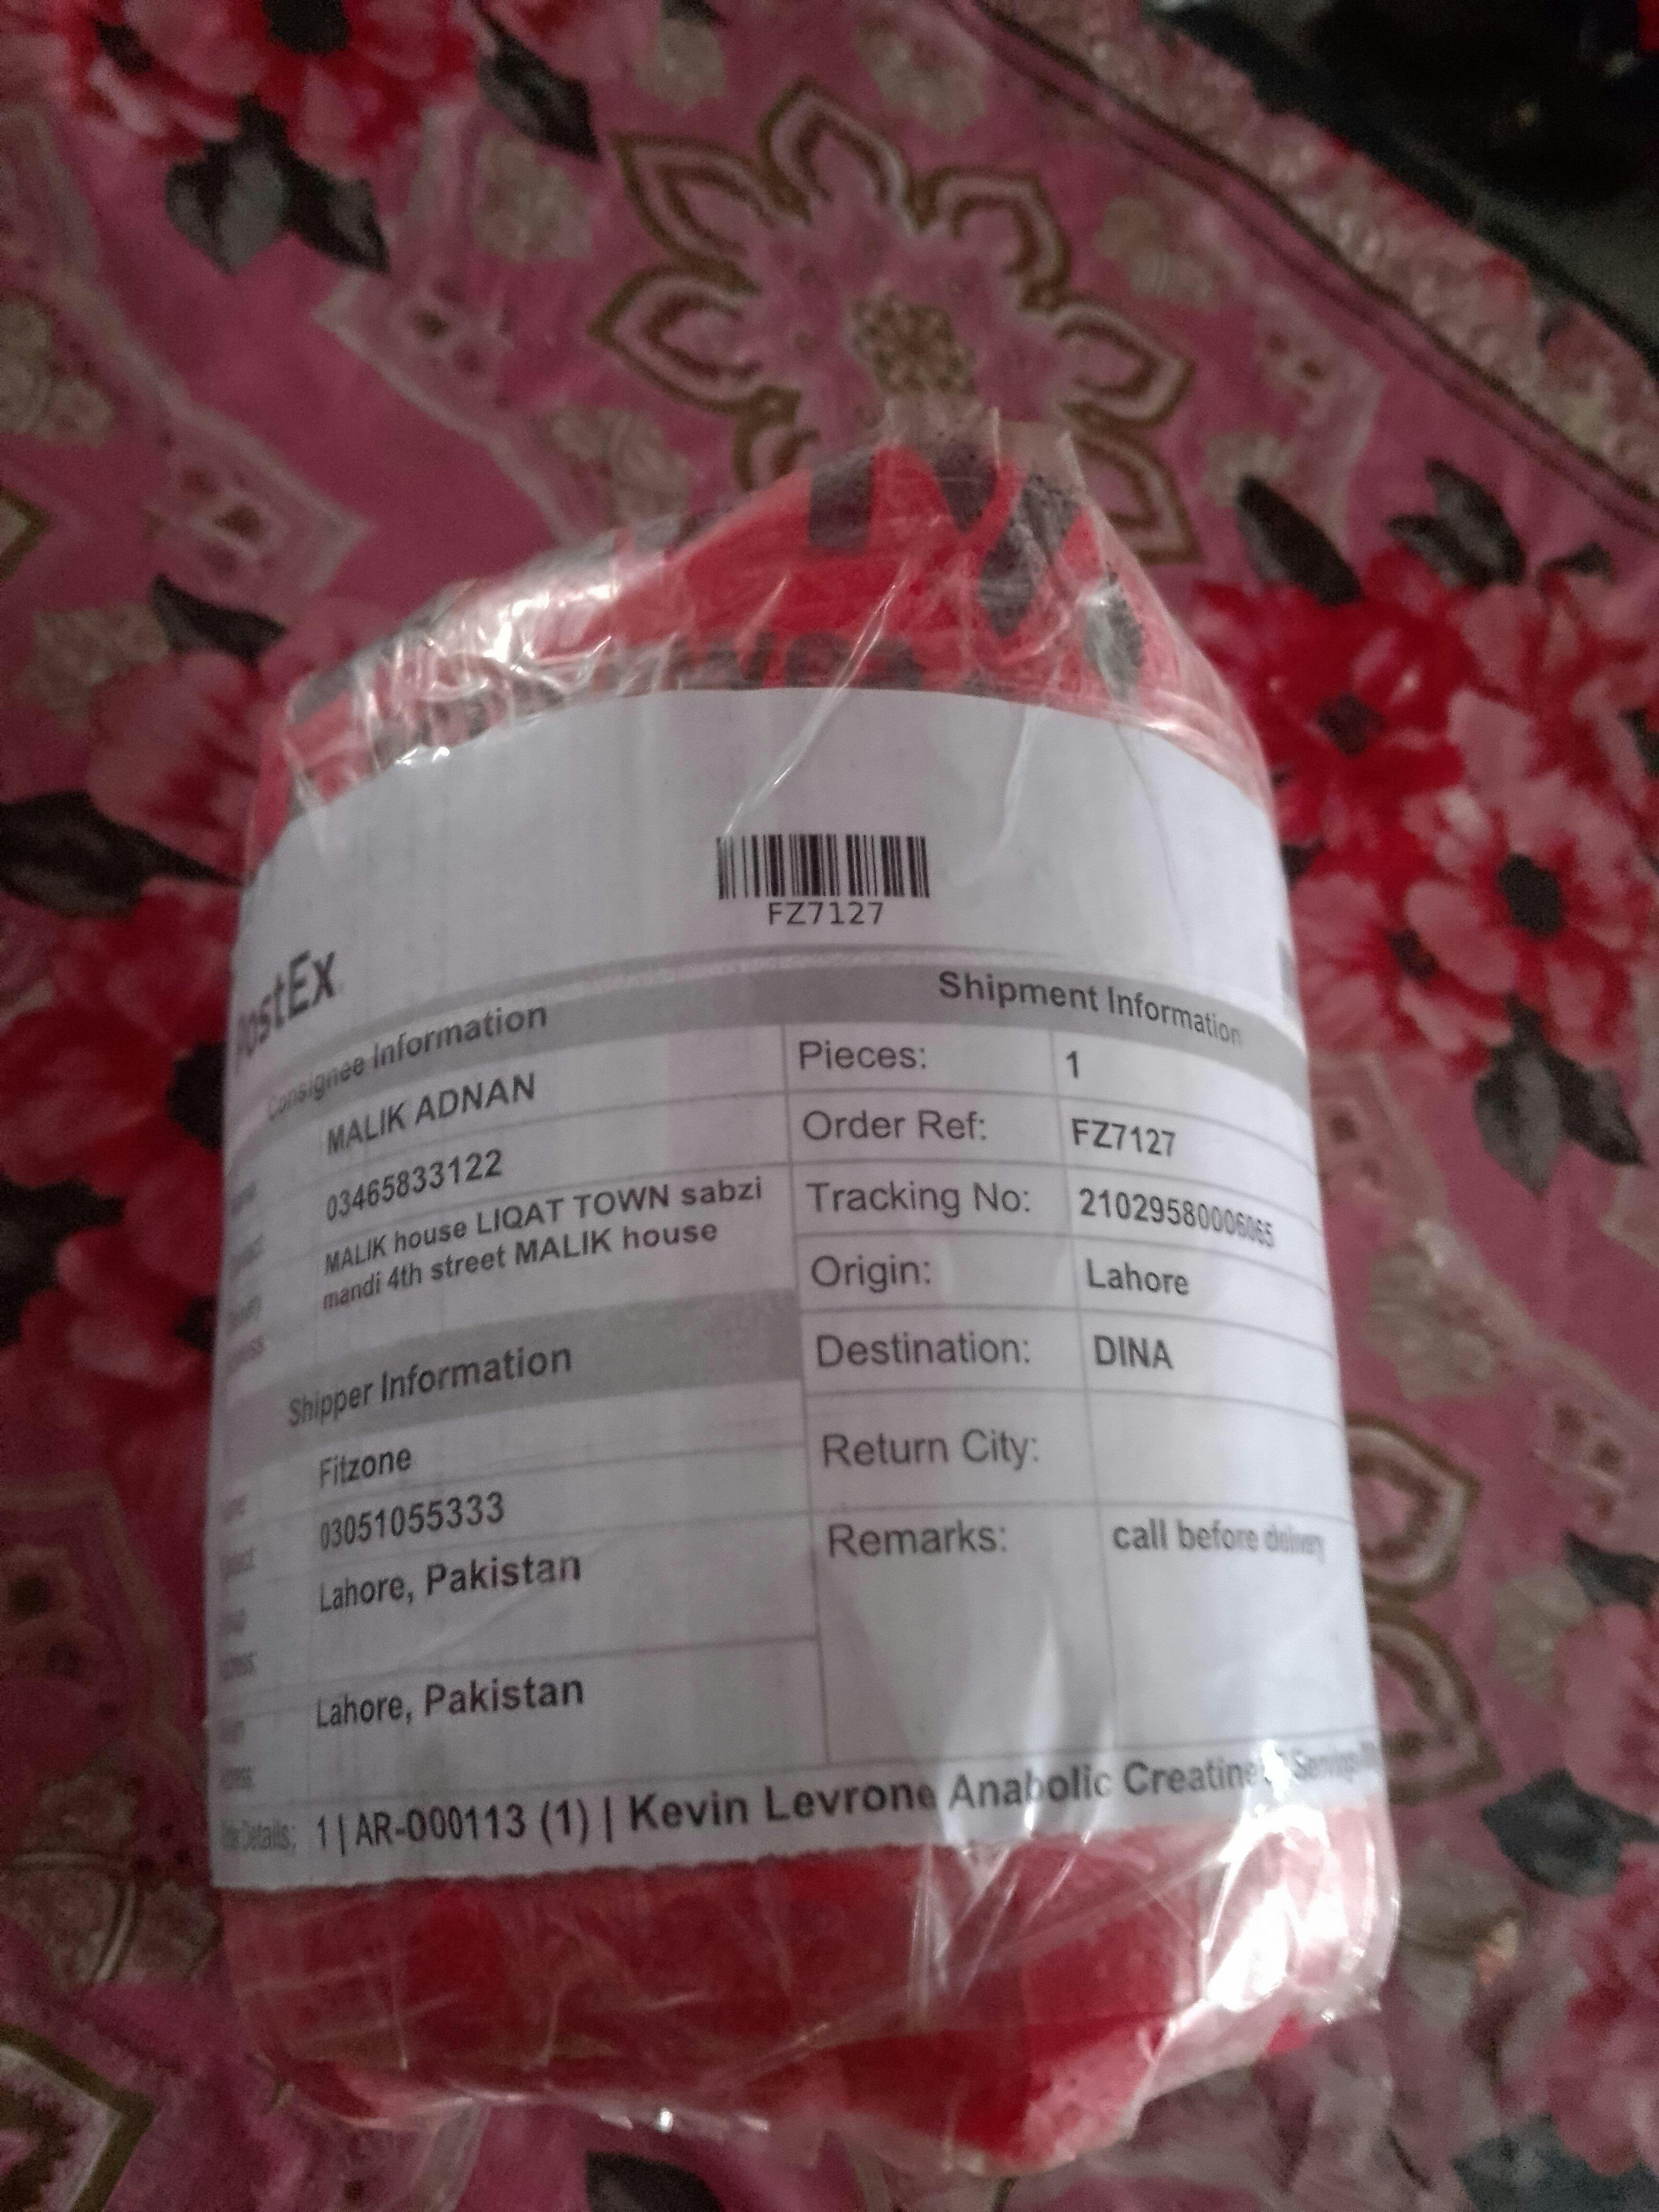 FZ7127
PostEx
Consignee Information
MALIK ADNAN
03465833122
MALIK house LIQAT TOWN sabzi
mandi 4th street MALIK house
Shipper Information
Fitzone
03051055333
Lahore, Pakistan
Lahore, Pakistan
Shipment Information
Pieces: 1
Order Ref: FZ7127
Tracking No: 21029580006065
Origin: Lahore
Destination: DINA
Return City:
Remarks: call before delivery
Details: 1 | AR-000113 (1) | Kevin Levrone Anabolic Creatine